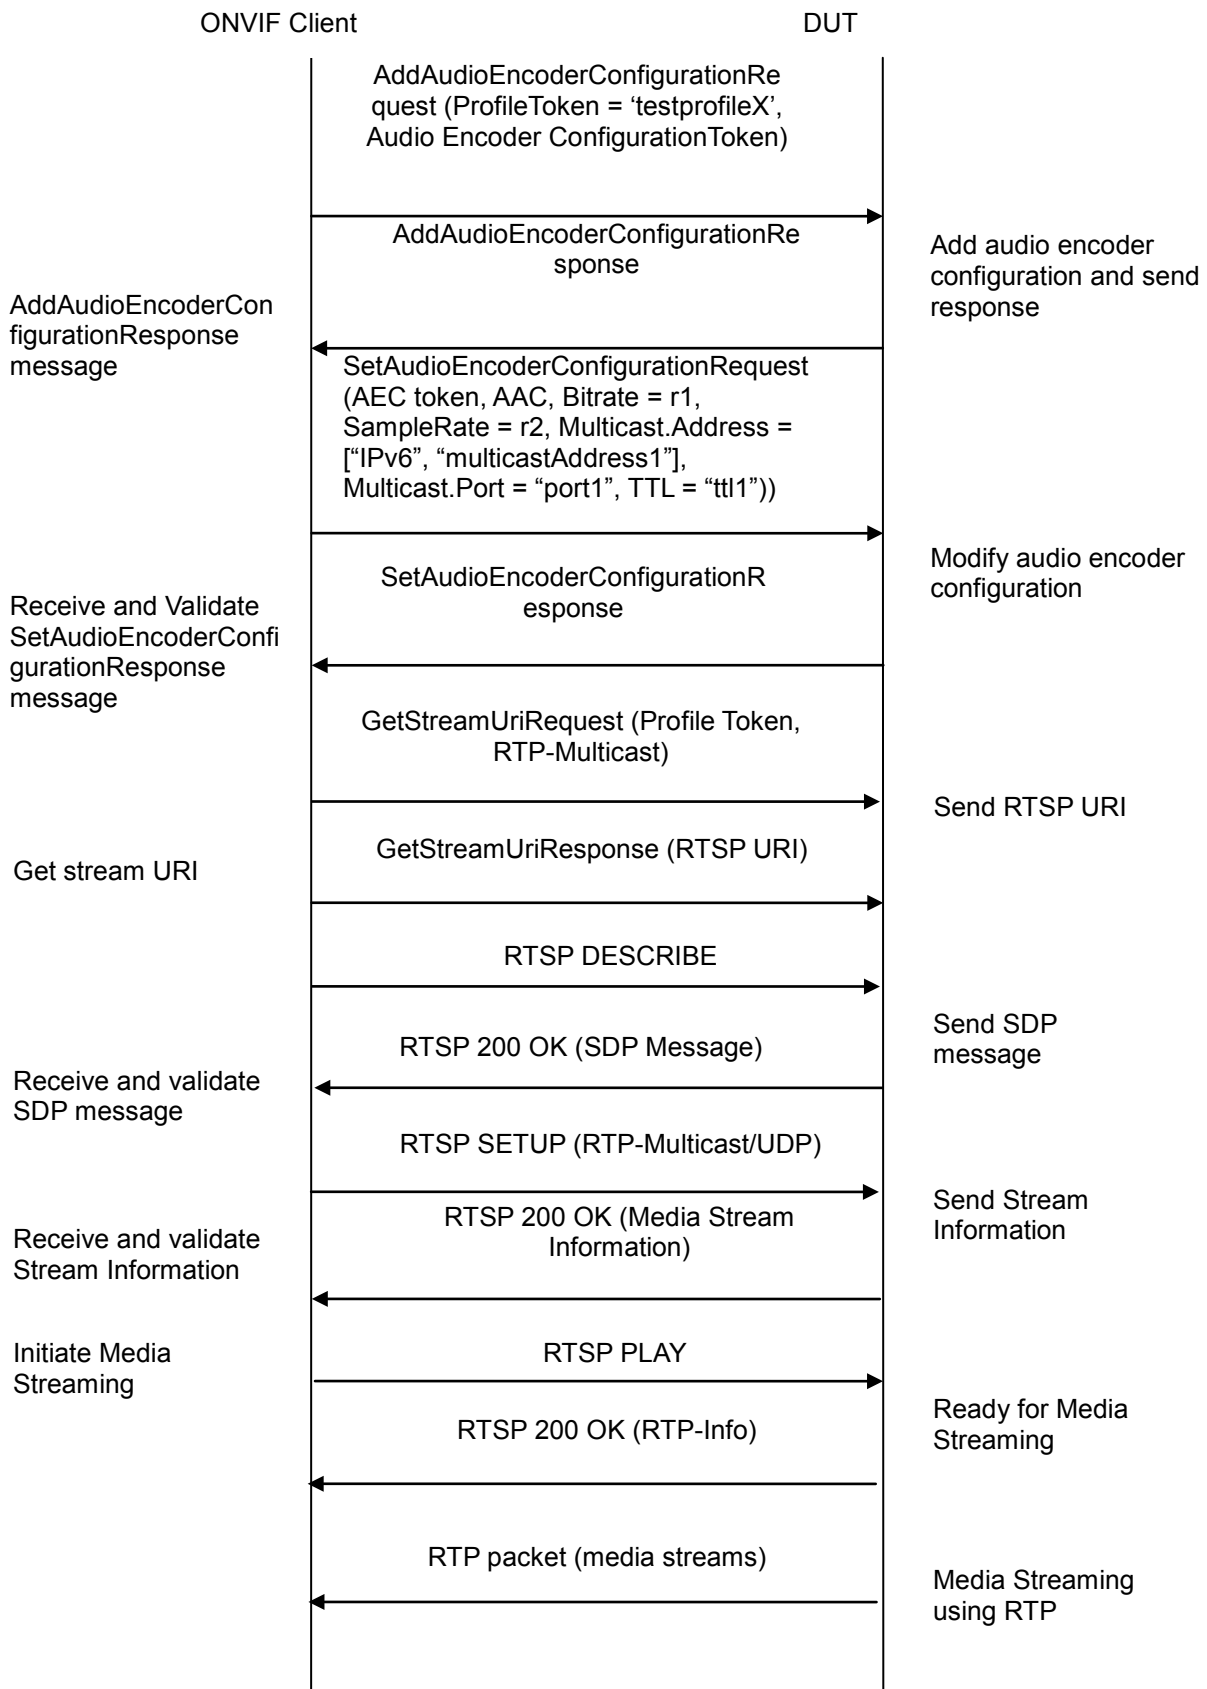 ONVIF Client
DUT
AddAudioEncoderConfigurationRe
quest (ProfileToken = ‘testprofileX’,
Audio Encoder ConfigurationToken)
AddAudioEncoderConfigurationRe
sponse
Add audio encoder
configuration and send
response
AddAudioEncoderCon
figurationResponse
message
SetAudioEncoderConfigurationRequest
(AEC token, AAC, Bitrate = r1,
SampleRate = r2, Multicast.Address =
[“IPv6”, “multicastAddress1”],
Multicast.Port = “port1”, TTL = “ttl1”))
Modify audio encoder
configuration
SetAudioEncoderConfigurationR
esponse
Receive and Validate
SetAudioEncoderConfi
gurationResponse
message
GetStreamUriRequest (Profile Token,
RTP-Multicast)
Send RTSP URI
GetStreamUriResponse (RTSP URI)
Get stream URI
RTSP DESCRIBE
Send SDP
message
RTSP 200 OK (SDP Message)
Receive and validate
SDP message
RTSP SETUP (RTP-Multicast/UDP)
Send Stream
Information
RTSP 200 OK (Media Stream
Information)
Receive and validate
Stream Information
Initiate Media
Streaming
RTSP PLAY
Ready for Media
Streaming
RTSP 200 OK (RTP-Info)
RTP packet (media streams)
Media Streaming
using RTP